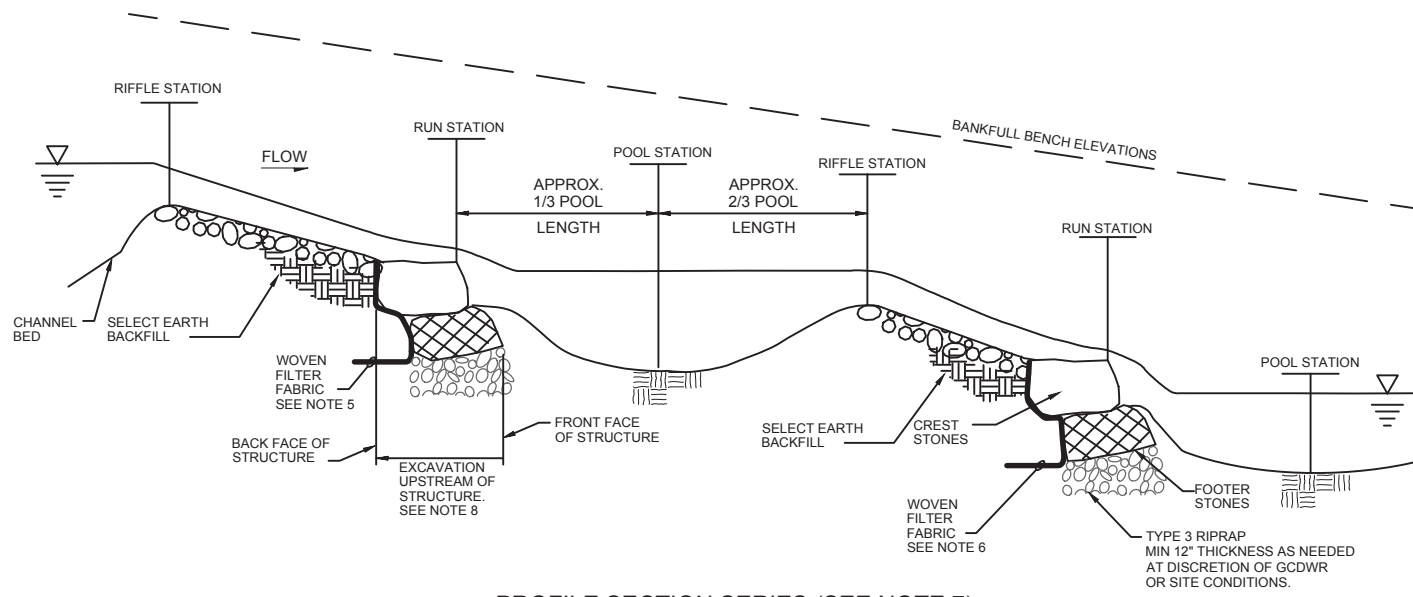 RIFFLE STATION
FLOW
RUN STATION
POOL STATION
RIFFLE STATION
BANKFULL BENCH ELEVATIONS
APPROX.
1/3 POOL
LENGTH
APPROX.
2/3 POOL
LENGTH
RUN STATION
POOL STATION
CHANNEL
BED
SELECT EARTH
BACKFILL
WOVEN
FILTER
FABRIC
SEE NOTE 5
BACK FACE OF
STRUCTURE
FRONT FACE
OF STRUCTURE
EXCAVATION
UPSTREAM OF
STRUCTURE.
SEE NOTE 8
SELECT EARTH
BACKFILL
CREST
STONES
WOVEN
FILTER
FABRIC
SEE NOTE 6
FOOTER
STONES
TYPE 3 RIPRAP
MIN 12" THICKNESS AS NEEDED
AT DISCRETION OF GCDWR
OR SITE CONDITIONS.